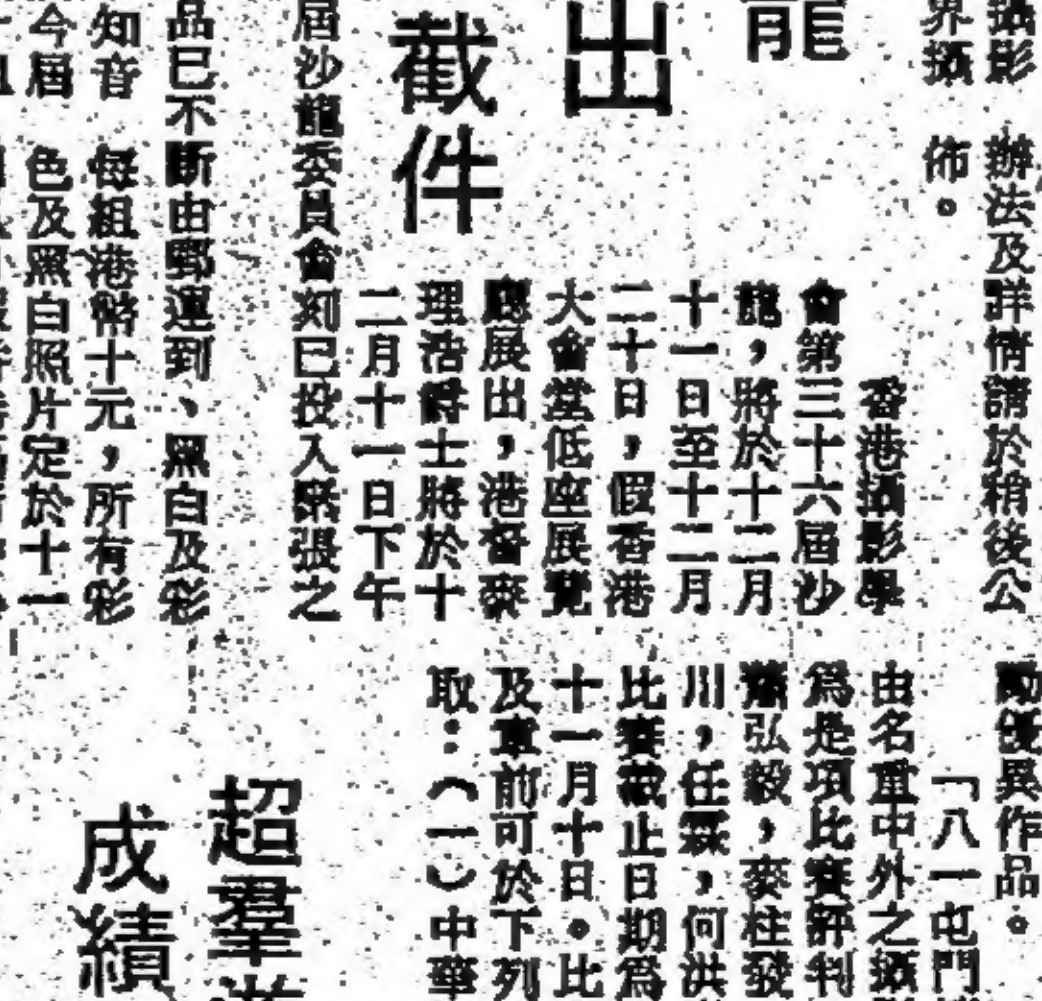 攝影
界攝
辦法及詳情請於稍後公
佈。
龍
出
截件
香港攝影學
會第三十六屆沙
龍,將於十二月
十一日至十二月
二十日,假香港
大會堂低座展覽
廳展出,港督麥
理浩爵士將於十
二月十一日下午
屆沙龍委員會刻已投入緊張之
品已不斷由郵運到、黑白及彩
知音
每組港幣十元,所有彩
今屆
色及黑白照片定於十一
勵優異作品。
「八一屯門
由名重中外之攝
爲是項比賽評判
弘毅,麥柱發
川,任霖,何洪
比賽截止日期爲
十一月十日。比
及章前可於下列
取:(一)中華
超羣
成績